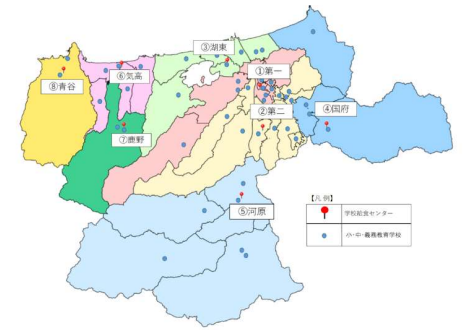 ③湖東
①第一
⑥気高
⑧青谷
②第二
④国府
⑦鹿野
⑤河原
【凡例】
学校給食センター
小・中・義務教育学校